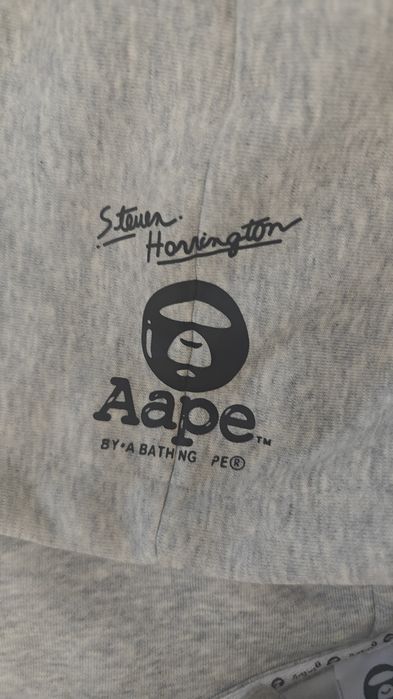 Steven.
Harrington
Aape™
BY★A BATHING PE®